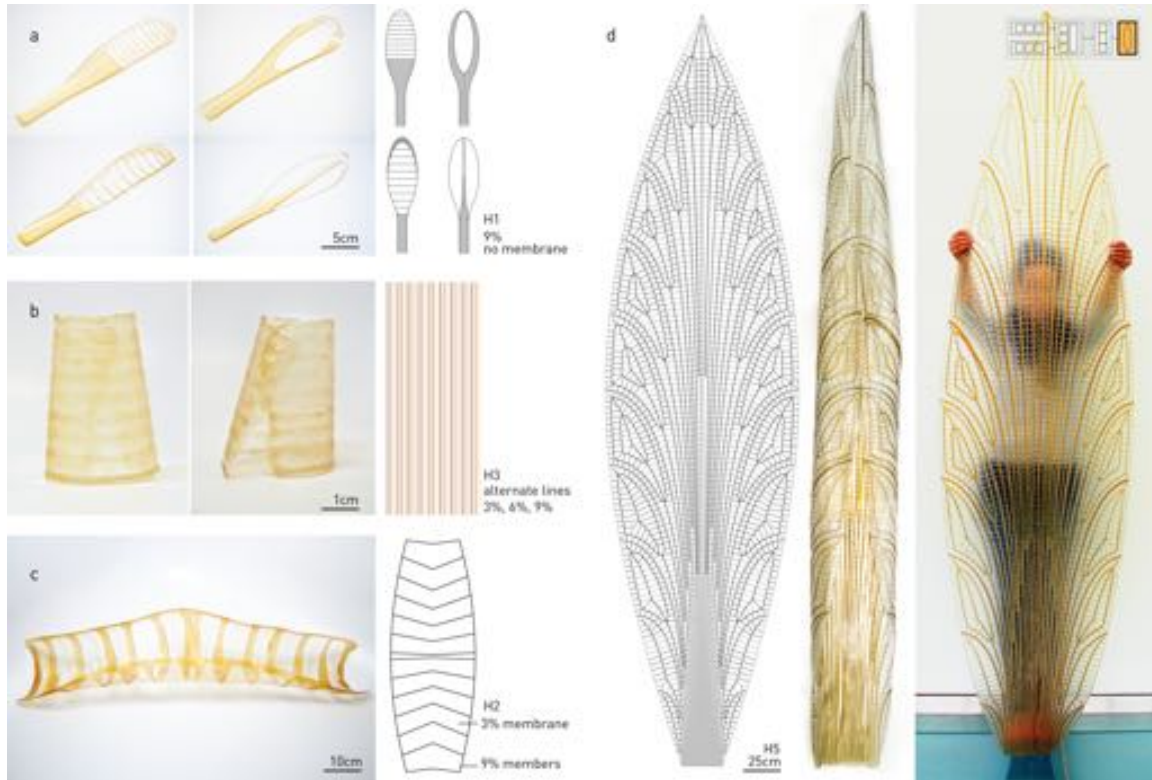 a
5cm
H1
9%
no membrane
b
1cm
H3
alternate lines
3%, 6%, 9%
c
10cm
H2
3% membrane
9% members
d
H5
25cm